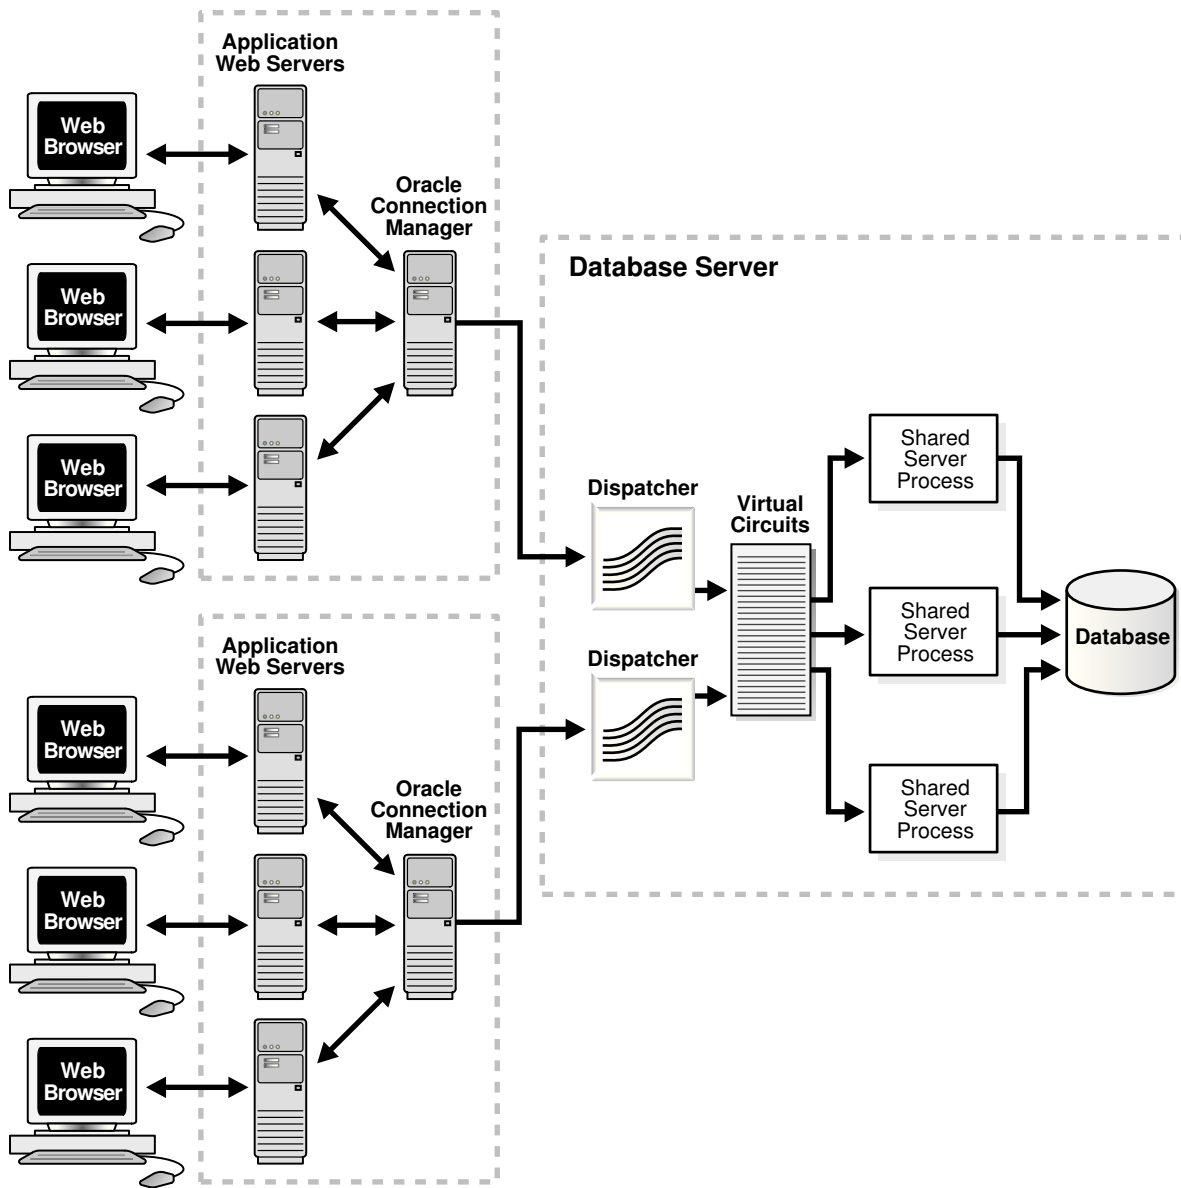 Application
Web Servers
Web
Browser
Oracle
Connection
Manager
Web
Browser
Web
Browser
Database Server
Dispatcher
Virtual
Circuits
Shared
Server
Process
Shared
Server
Process
Database
Dispatcher
Shared
Server
Process
Application
Web Servers
Web
Browser
Oracle
Connection
Manager
Web
Browser
Web
Browser